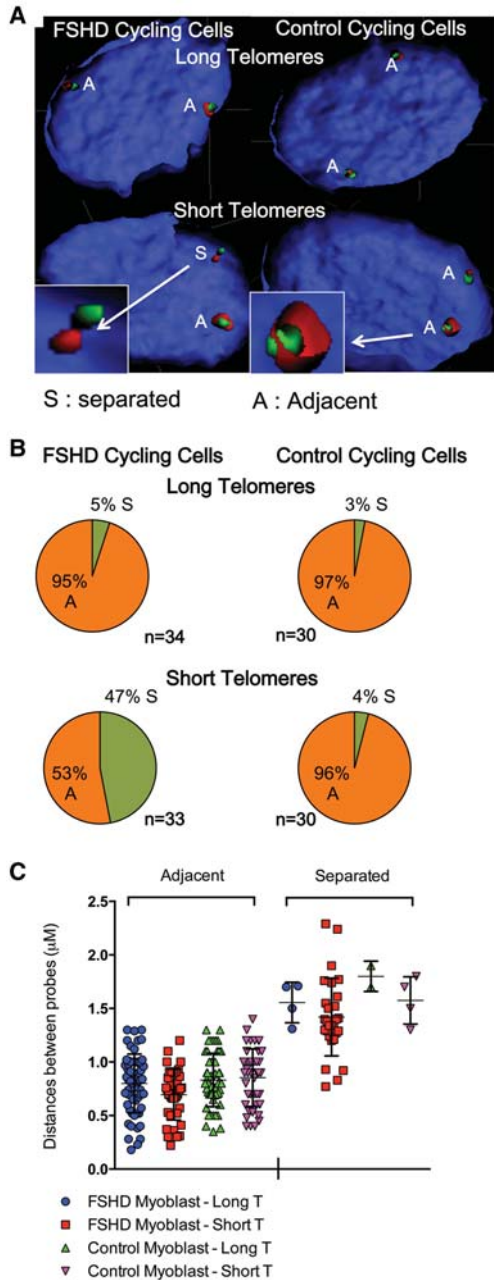 A
FSHD Cycling Cells
Control Cycling Cells
Long Telomeres
A
A
A
A
Short Telomeres
S
A
A
A
S : separated
A : Adjacent
B
FSHD Cycling Cells
Control Cycling Cells
Long Telomeres
5% S
3% S
95%
A
97%
A
n=34
n=30
Short Telomeres
47% S
4% S
53%
A
96%
A
n=33
n=30
C
Adjacent
Separated
Distances between probes (µM)
2.5
2.0
1.5
1.0
0.5
0.0
FSHD Myoblast - Long T
FSHD Myoblast - Short T
Control Myoblast - Long T
Control Myoblast - Short T